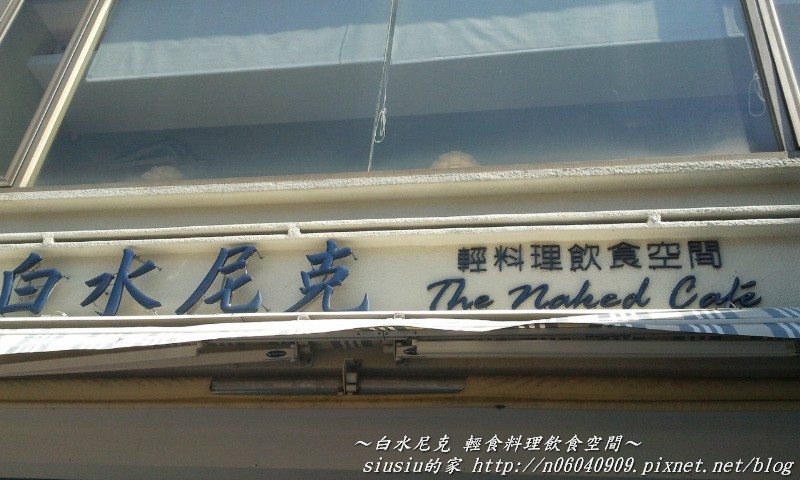 白水尼克
輕料理飲食空間
The Naked Café
～白水尼克 輕食料理飲食空間～
siusiu的家 http://n06040909.pixnet.net/blog